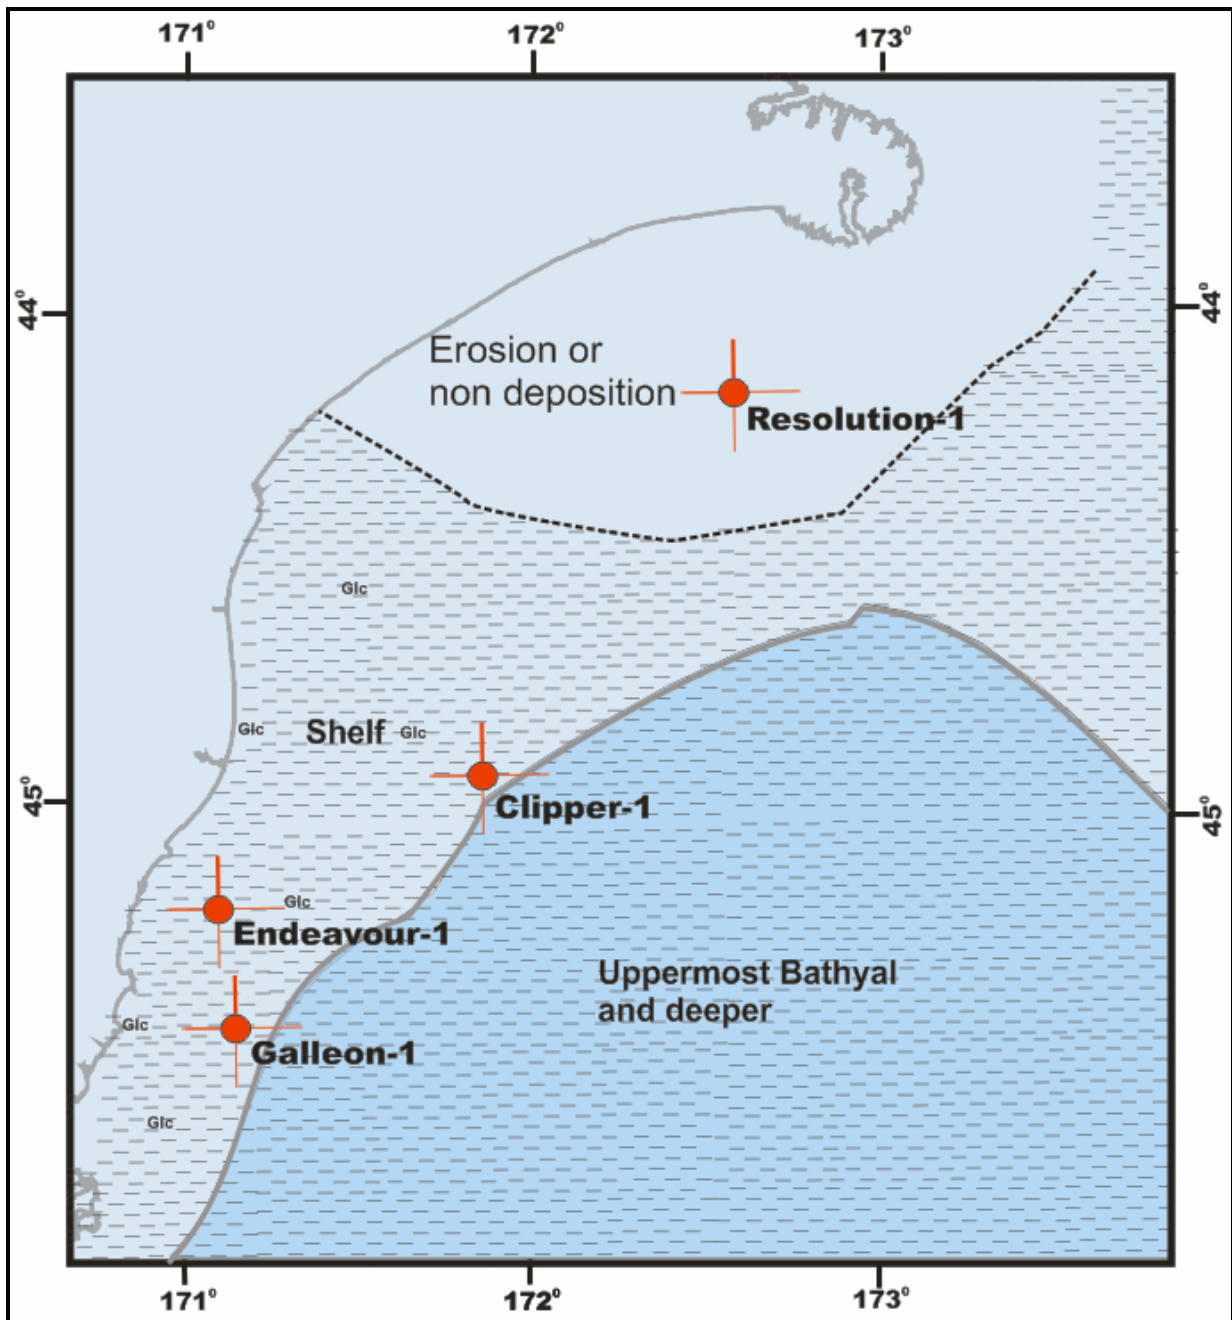 171°
172°
173°
44°
44°
Erosion or
non deposition
Resolution-1
Glc
Glc
Shelf
Glc
Clipper-1
45°
45°
Glc
Endeavour-1
Uppermost Bathyal
and deeper
Glc
Galleon-1
Glc
171°
172°
173°